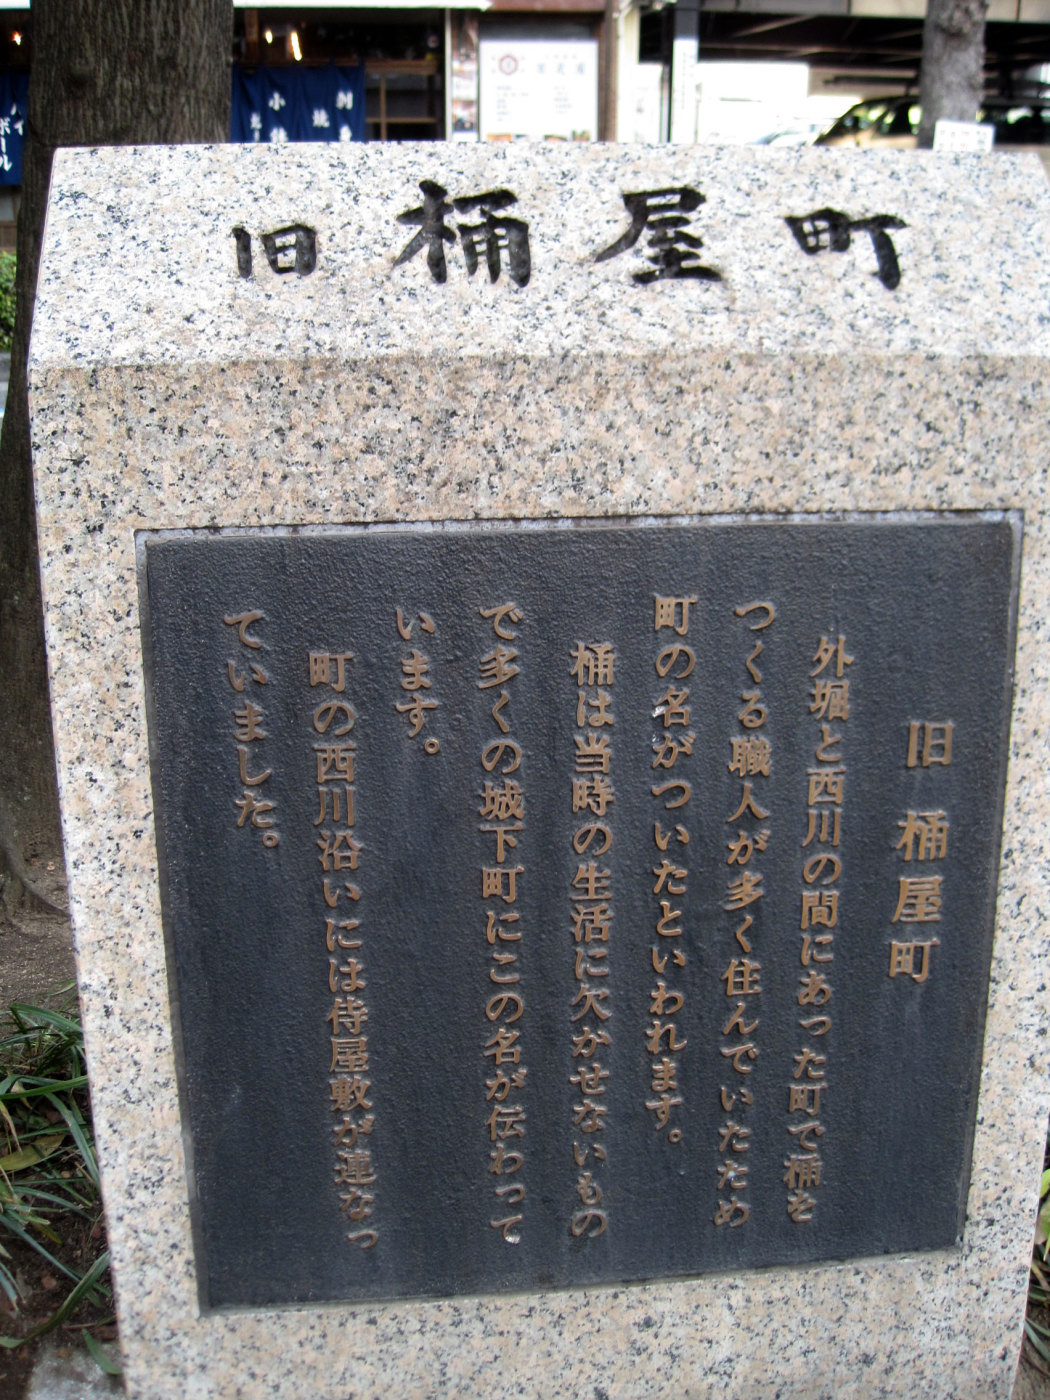 旧桶屋町
旧桶屋町
外堀と西川の間にあった町で桶を
つくる職人が多く住んでいたため
町の名がついたといわれます。
桶は当時の生活に欠かせないもの
で多くの城下町にこの名が伝わって
います。
町の西川沿いには侍屋敷が連なっ
ていました。